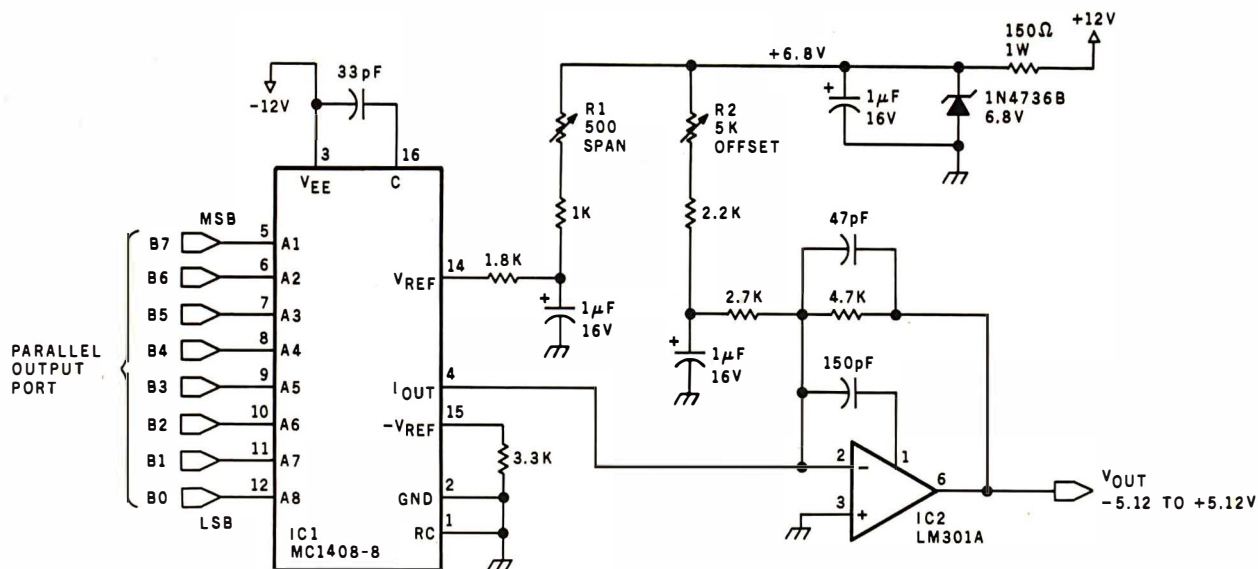 +12V
150Ω
1W
+6.8V
33pF
-12V
+
1μF
16V
1N4736B
6.8V
R1
500
SPAN
R2
5K
OFFSET
3
16
VEE
C
1K
2.2K
47pF
MSB
B7
5
A1
B6
6
A2
VREF
14
1.8K
B5
7
A3
+
1μF
16V
2.7K
4.7K
PARALLEL
OUTPUT
PORT
B4
8
A4
+
1μF
16V
150pF
B3
9
A5
IOUT
4
B2
10
A6
-VREF
15
B1
11
A7
3.3K
2
-
1
6
VOUT
-5.12 TO +5.12V
B0
12
A8
GND
2
3
+
LSB
RC
1
IC1
MC1408-8
IC2
LM301A